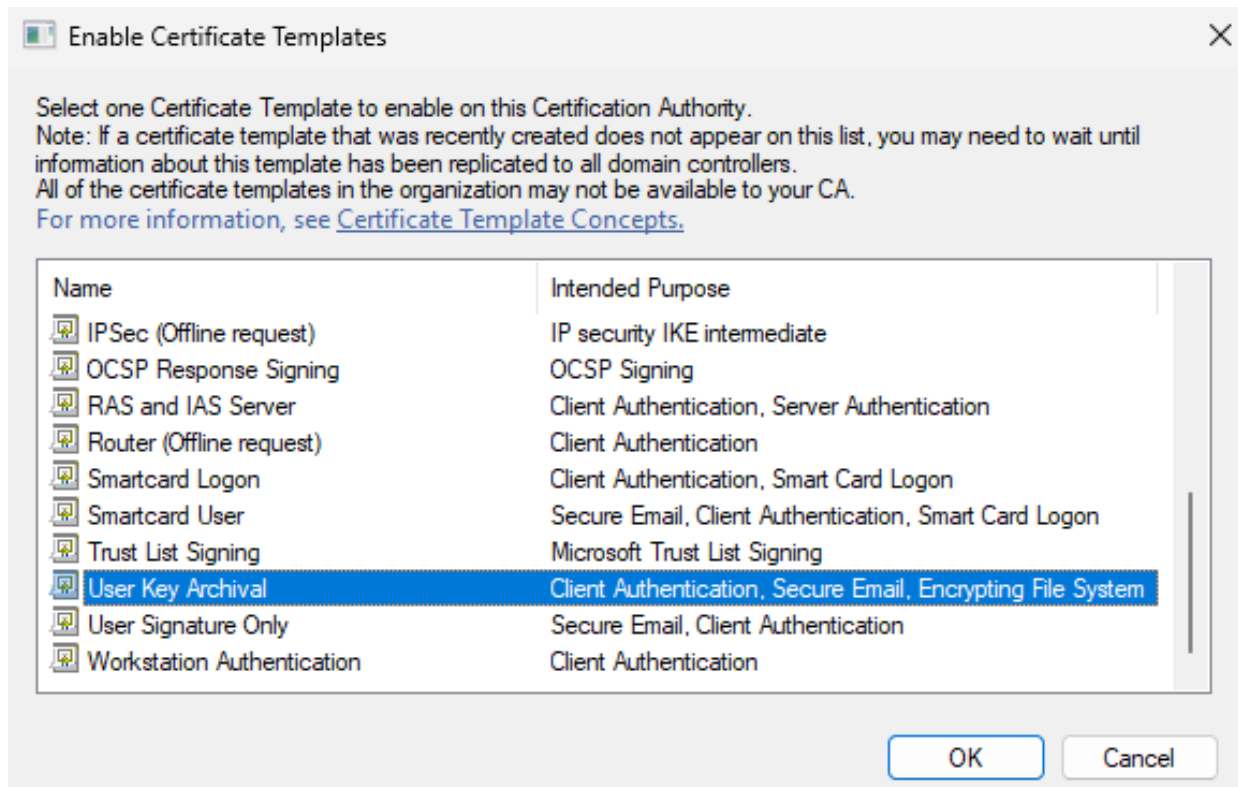 Enable Certificate Templates
Select one Certificate Template to enable on this Certification Authority.
Note: If a certificate template that was recently created does not appear on this list, you may need to wait until
information about this template has been replicated to all domain controllers.
All of the certificate templates in the organization may not be available to your CA.
For more information, see Certificate Template Concepts.
Name Intended Purpose
IPSec (Offline request) IP security IKE intermediate
OCSP Response Signing OCSP Signing
RAS and IAS Server Client Authentication, Server Authentication
Router (Offline request) Client Authentication
Smartcard Logon Client Authentication, Smart Card Logon
Smartcard User Secure Email, Client Authentication, Smart Card Logon
Trust List Signing Microsoft Trust List Signing
User Key Archival Client Authentication, Secure Email, Encrypting File System
User Signature Only Secure Email, Client Authentication
Workstation Authentication Client Authentication
OK Cancel